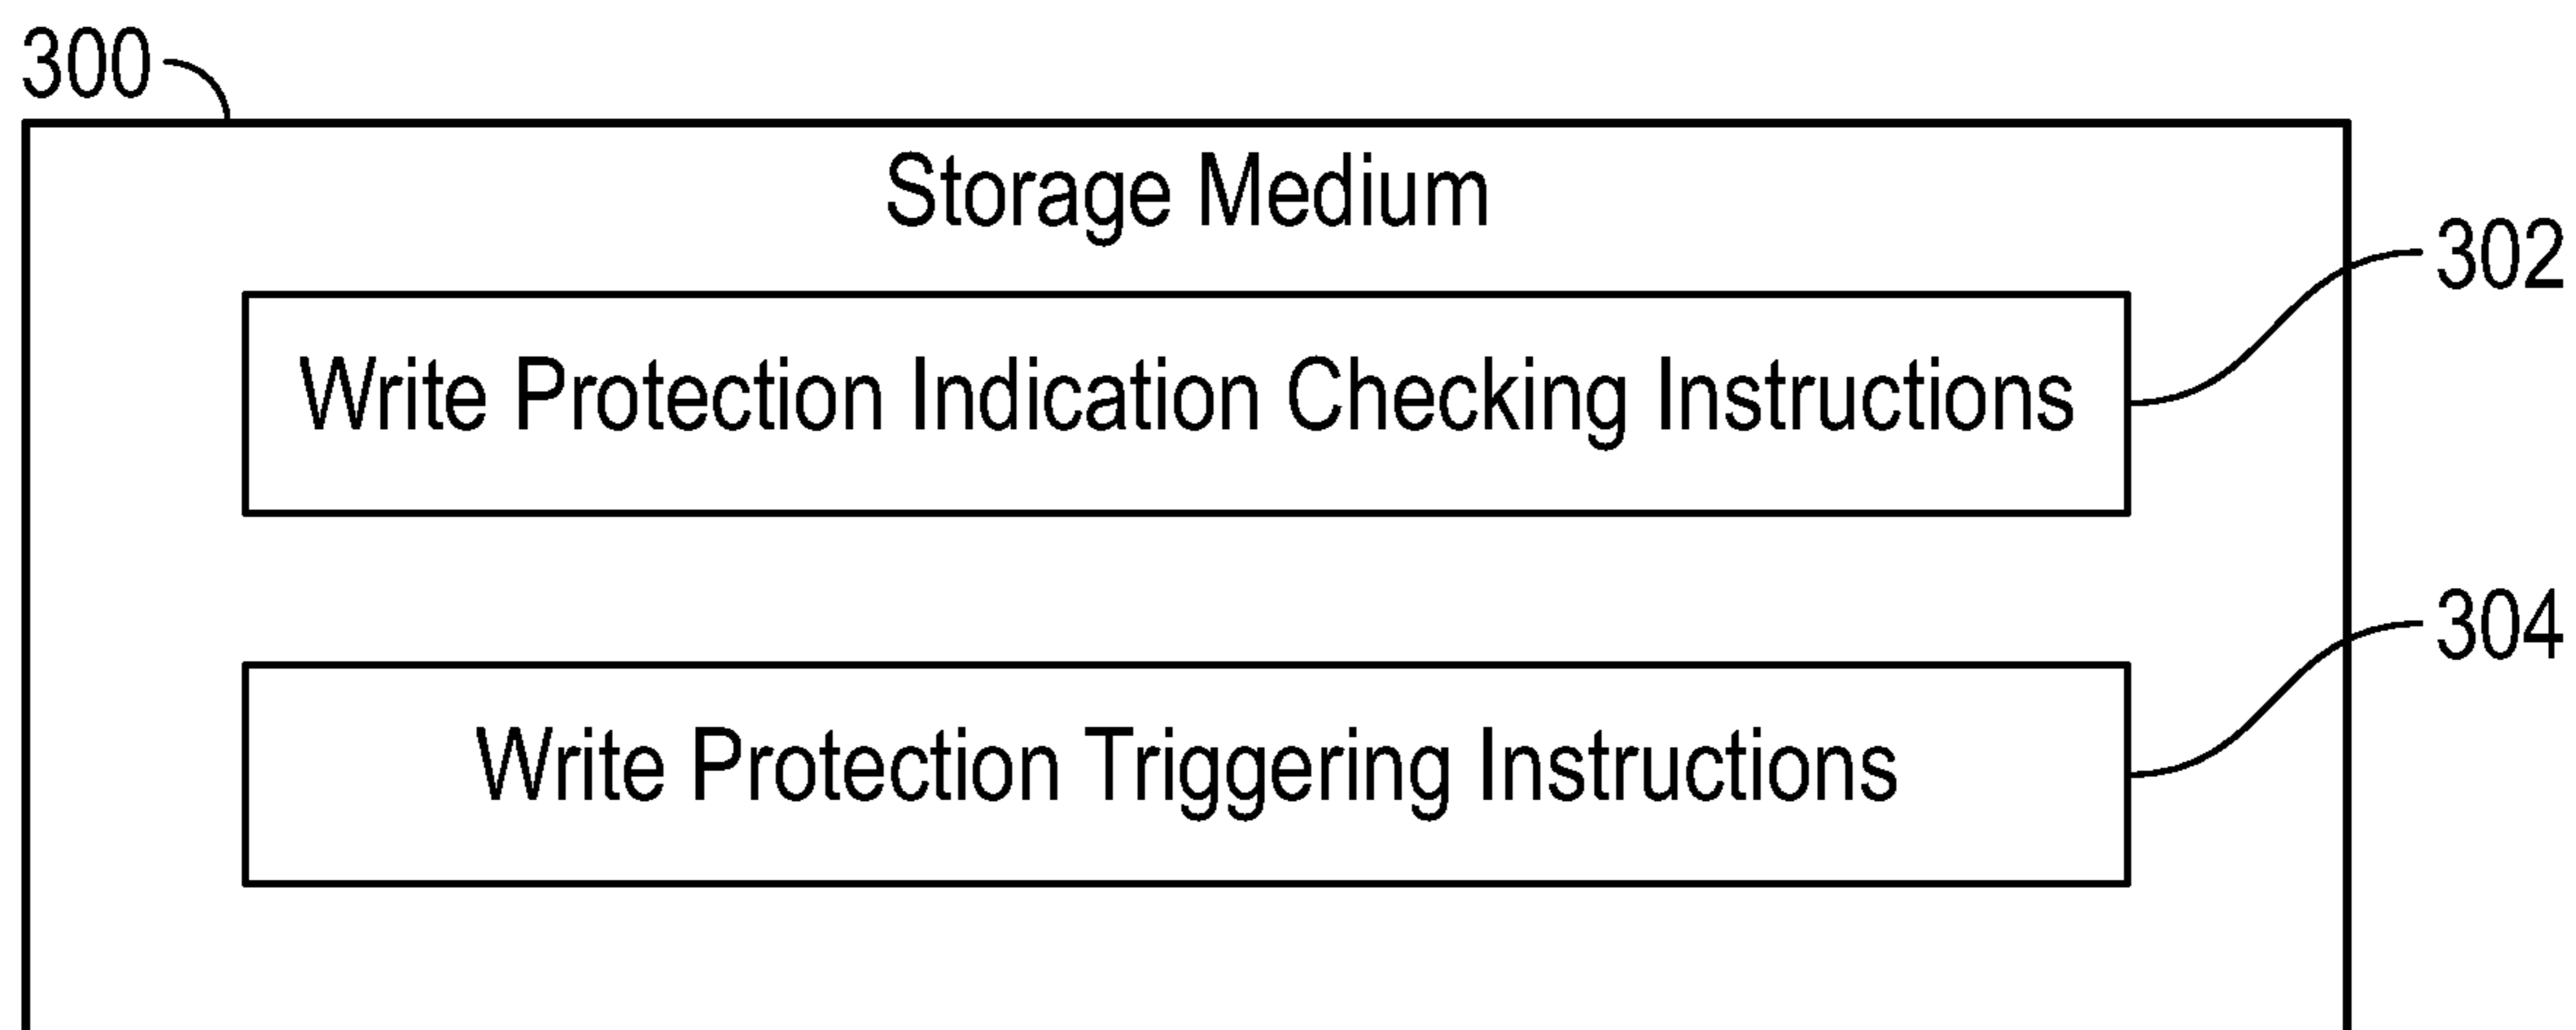 300
Storage Medium
302
Write Protection Indication Checking Instructions
304
Write Protection Triggering Instructions